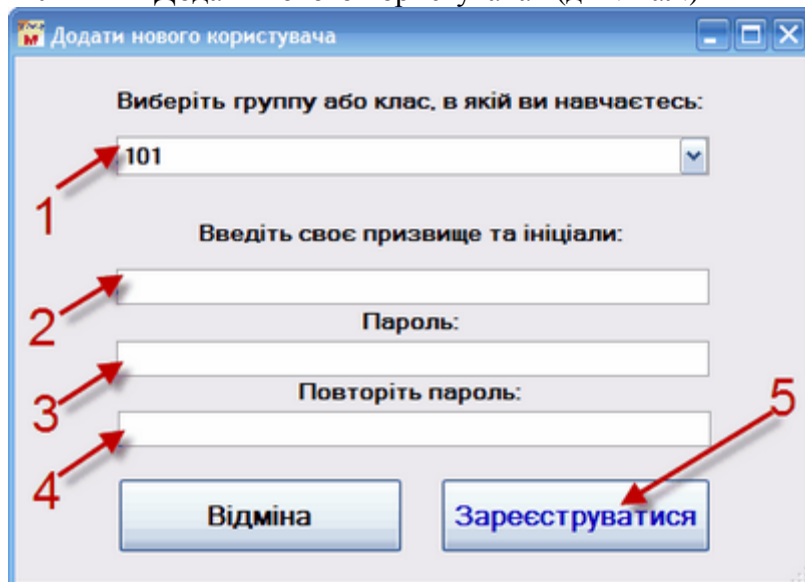 Додати нового користувача
Виберіть группу або клас, в якій ви навчаєтесь:
101
1
Введіть своє призвище та ініціали:
2
Пароль:
3
Повторіть пароль:
5
4
Відміна
Зареєструватися